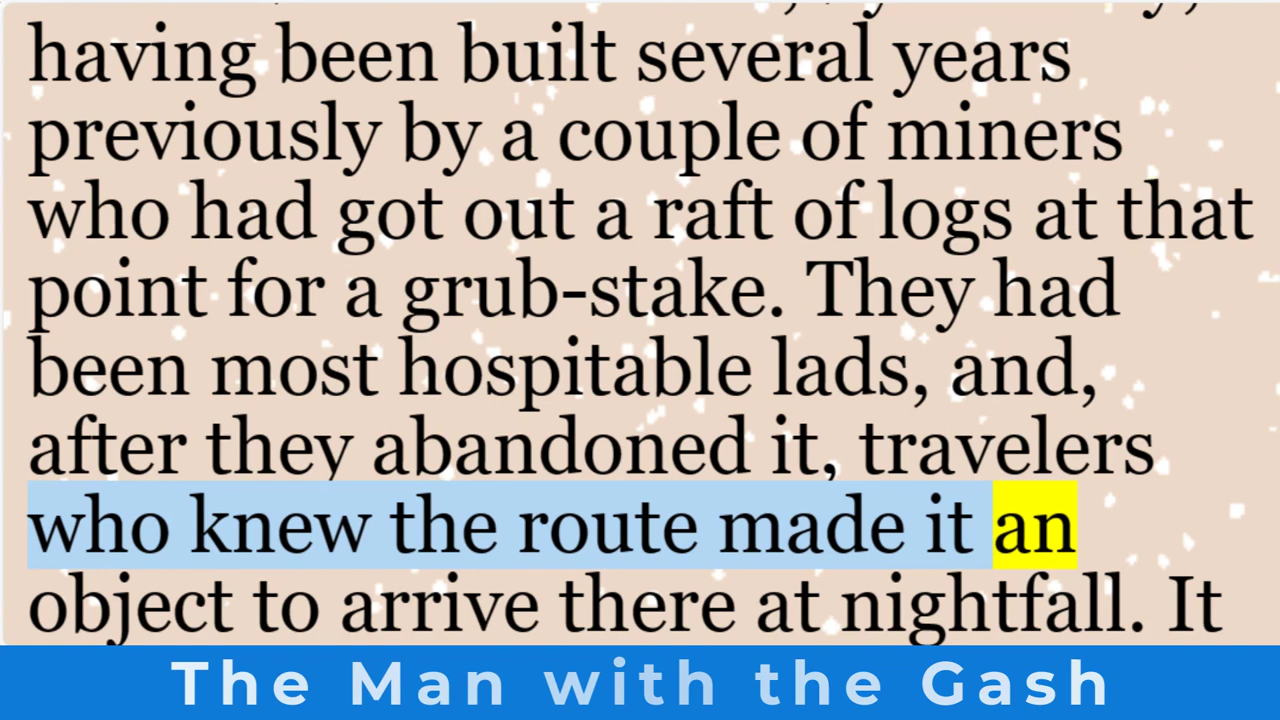 having been built several years
previously by a couple of miners
who had got out a raft of logs at that
point for a grub-stake. They had
been most hospitable lads, and,
after they abandoned it, travelers
who knew the route made it an
object to arrive there at nightfall. It
The Man with the Gash